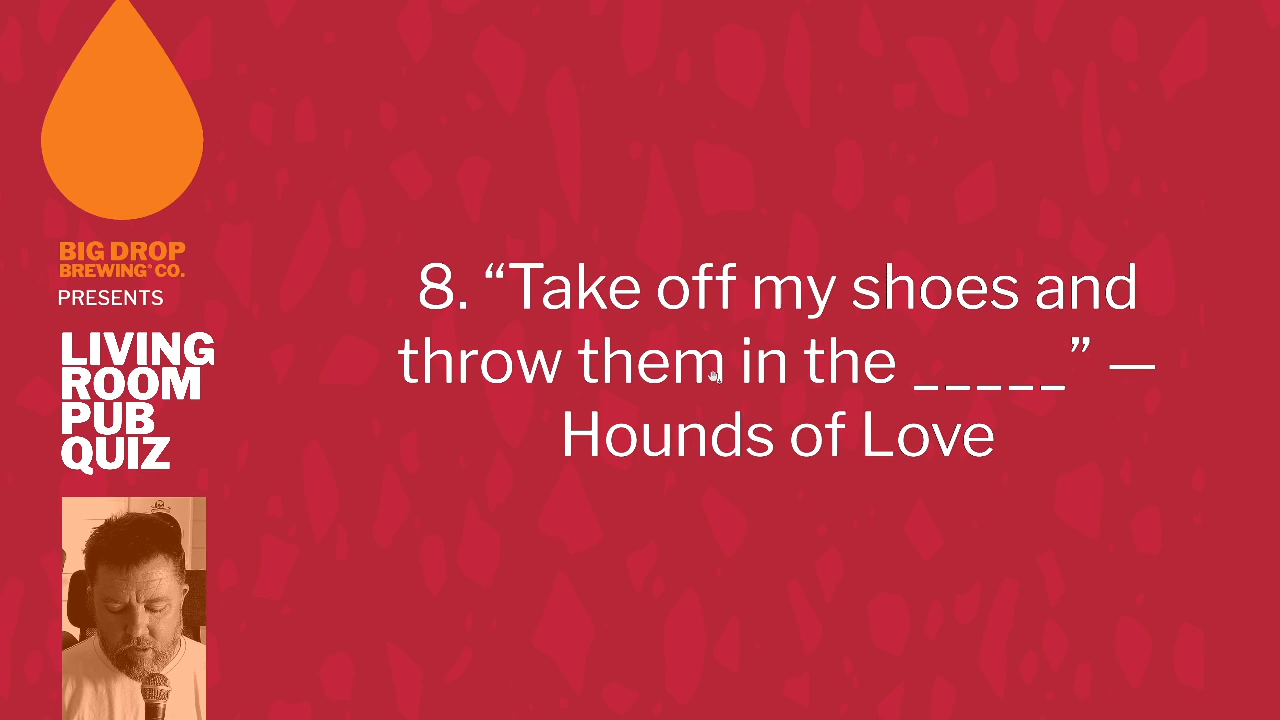 BIG DROP
BREWING® CO.
PRESENTS
LIVING
ROOM
PUB
QUIZ
8. “Take off my shoes and
throw them in the _____” —
Hounds of Love